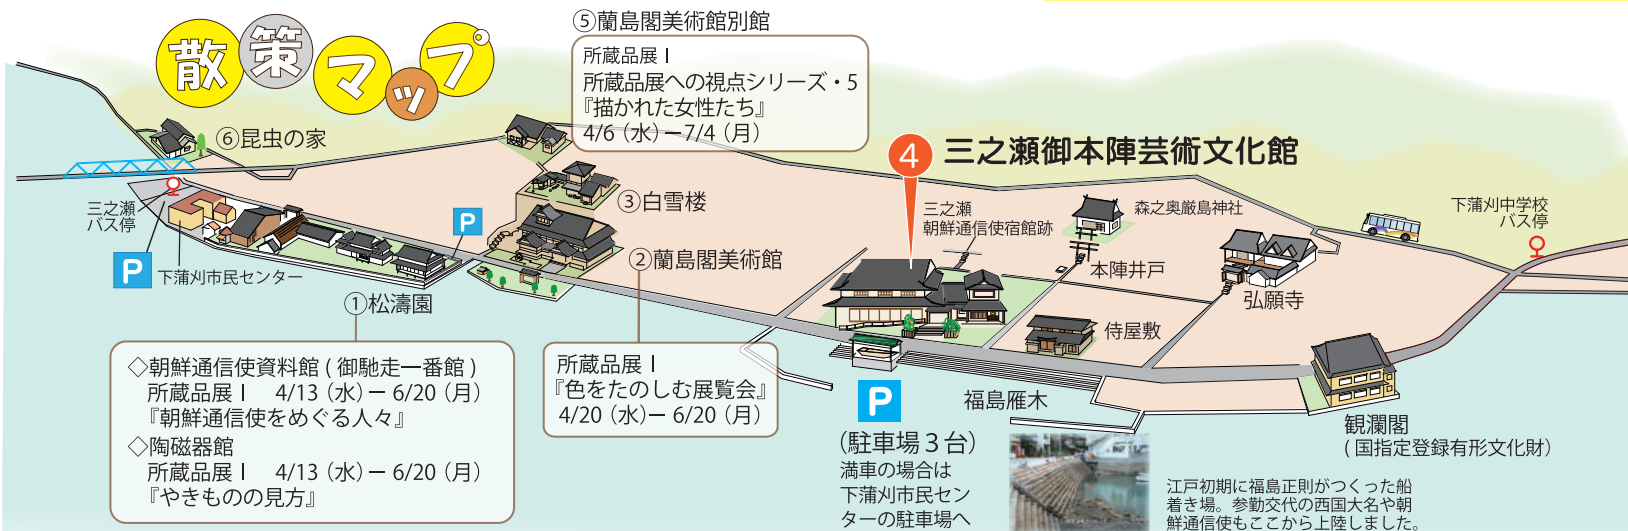 散策マップ
⑤蘭島閣美術館別館
所蔵品展Ⅰ
所蔵品展への視点シリーズ・5
『描かれた女性たち』
4/6（水）ー7/4（月）
⑥昆虫の家
4 三之瀬御本陣芸術文化館
三之瀬
バス停
P
下蒲刈市民センター
P
③白雪楼
②蘭島閣美術館
①松濤園
三之瀬
朝鮮通信使宿館跡
森之奥厳島神社
本陣井戸
弘願寺
下蒲刈中学校
バス停
侍屋敷
◇朝鮮通信使資料館 ( 御馳走一番館 )
所蔵品展Ⅰ　4/13（水）ー 6/20（月）
『朝鮮通信使をめぐる人々』
◇陶磁器館
所蔵品展Ⅰ　4/13（水）ー 6/20（月）
『やきものの見方』
所蔵品展Ⅰ
『色をたのしむ展覧会』
4/20（水）ー 6/20（月）
P
(駐車場３台）
満車の場合は
下蒲刈市民セン
ターの駐車場へ
福島雁木
観瀾閣
( 国指定登録有形文化財）
江戸初期に福島正則がつくった船
着き場。参勤交代の西国大名や朝
鮮通信使もここから上陸しました。